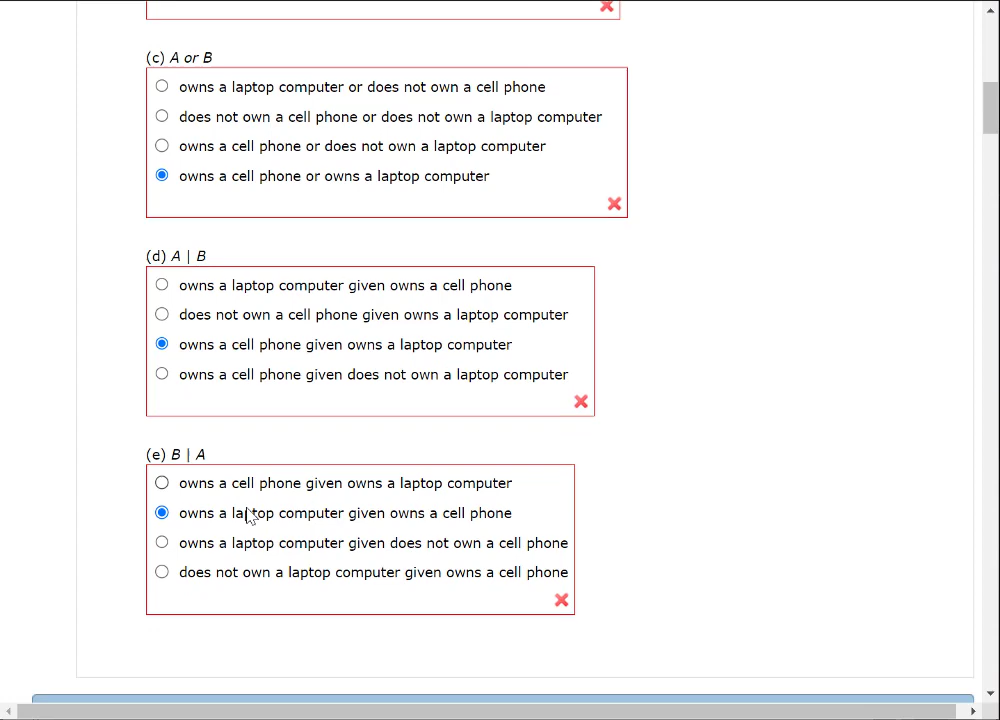 (c) A or B
owns a laptop computer or does not own a cell phone
does not own a cell phone or does not own a laptop computer
owns a cell phone or does not own a laptop computer
owns a cell phone or owns a laptop computer
(d) A | B
owns a laptop computer given owns a cell phone
does not own a cell phone given owns a laptop computer
owns a cell phone given owns a laptop computer
owns a cell phone given does not own a laptop computer
(e) B | A
owns a cell phone given owns a laptop computer
owns a laptop computer given owns a cell phone
owns a laptop computer given does not own a cell phone
does not own a laptop computer given owns a cell phone